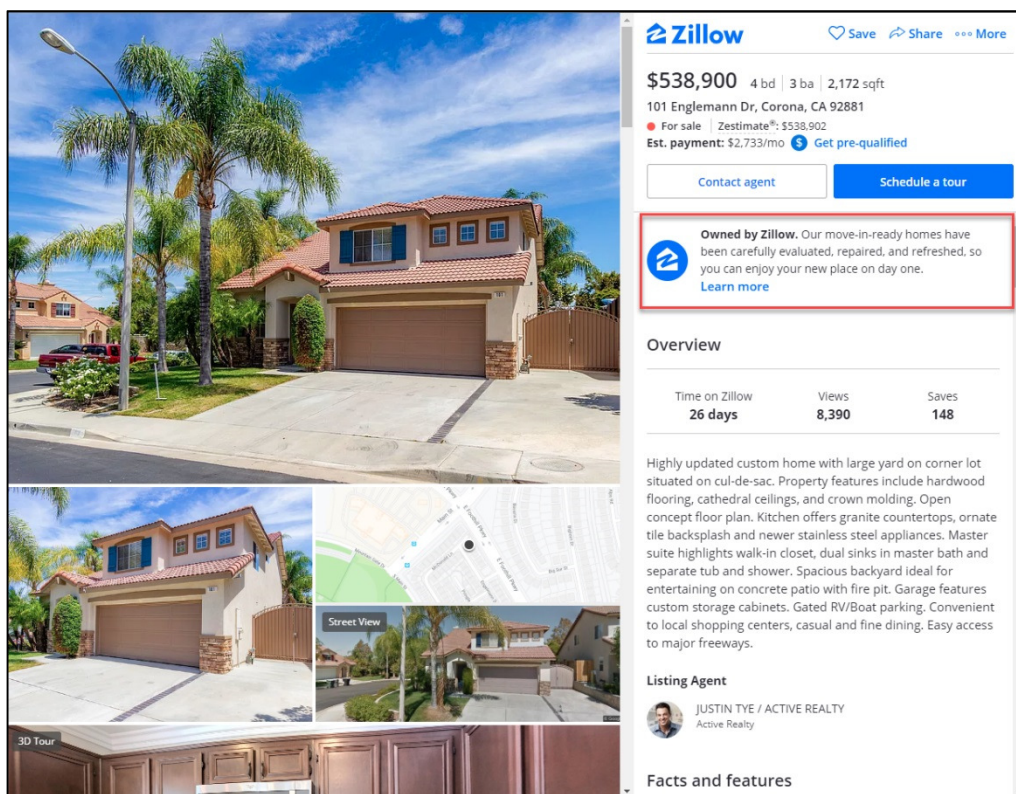 Zillow
Save Share More
$538,900 4 bd 3 ba 2,172 sqft
101 Englemann Dr, Corona, CA 92881
For sale Zestimate®: $538,902
Est. payment: $2,733/mo $ Get pre-qualified
Contact agent Schedule a tour
Owned by Zillow. Our move-in-ready homes have
been carefully evaluated, repaired, and refreshed, so
you can enjoy your new place on day one.
Learn more
Overview
Time on Zillow Views Saves
26 days 8,390 148
Highly updated custom home with large yard on corner lot
situated on cul-de-sac. Property features include hardwood
flooring, cathedral ceilings, and crown molding. Open
concept floor plan. Kitchen offers granite countertops, ornate
tile backsplash and newer stainless steel appliances. Master
suite highlights walk-in closet, dual sinks in master bath and
separate tub and shower. Spacious backyard ideal for
entertaining on concrete patio with fire pit. Garage features
custom storage cabinets. Gated RV/Boat parking. Convenient
to local shopping centers, casual and fine dining. Easy access
to major freeways.
Listing Agent
JUSTIN TYE / ACTIVE REALTY
Active Realty
Facts and features
Main St
E Foothill Pkwy
E Foothill Pkwy
Street View
3D Tour